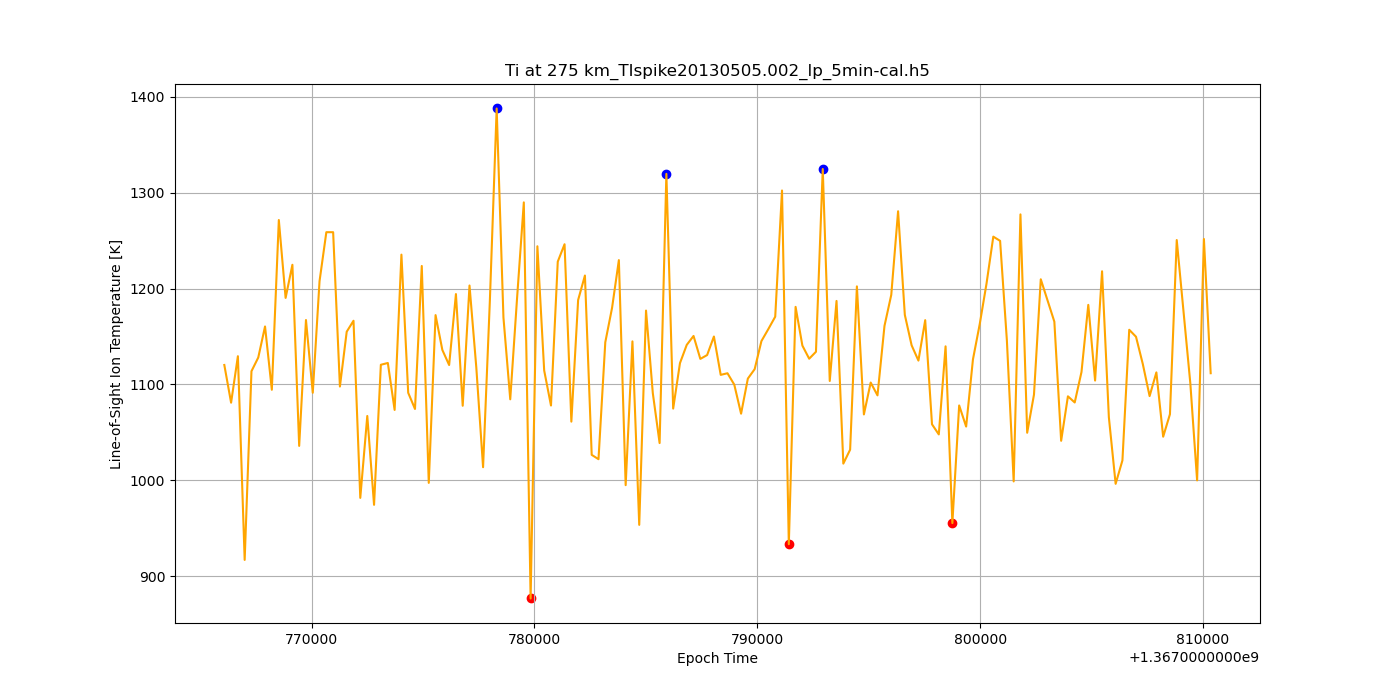 Ti at 275 km_TIspike20130505.002_lp_5min-cal.h5
Line-of-Sight Ion Temperature [K]
1400
1300
1200
1100
1000
900
770000 780000 790000 800000 810000
Epoch Time
+1.3670000000e9